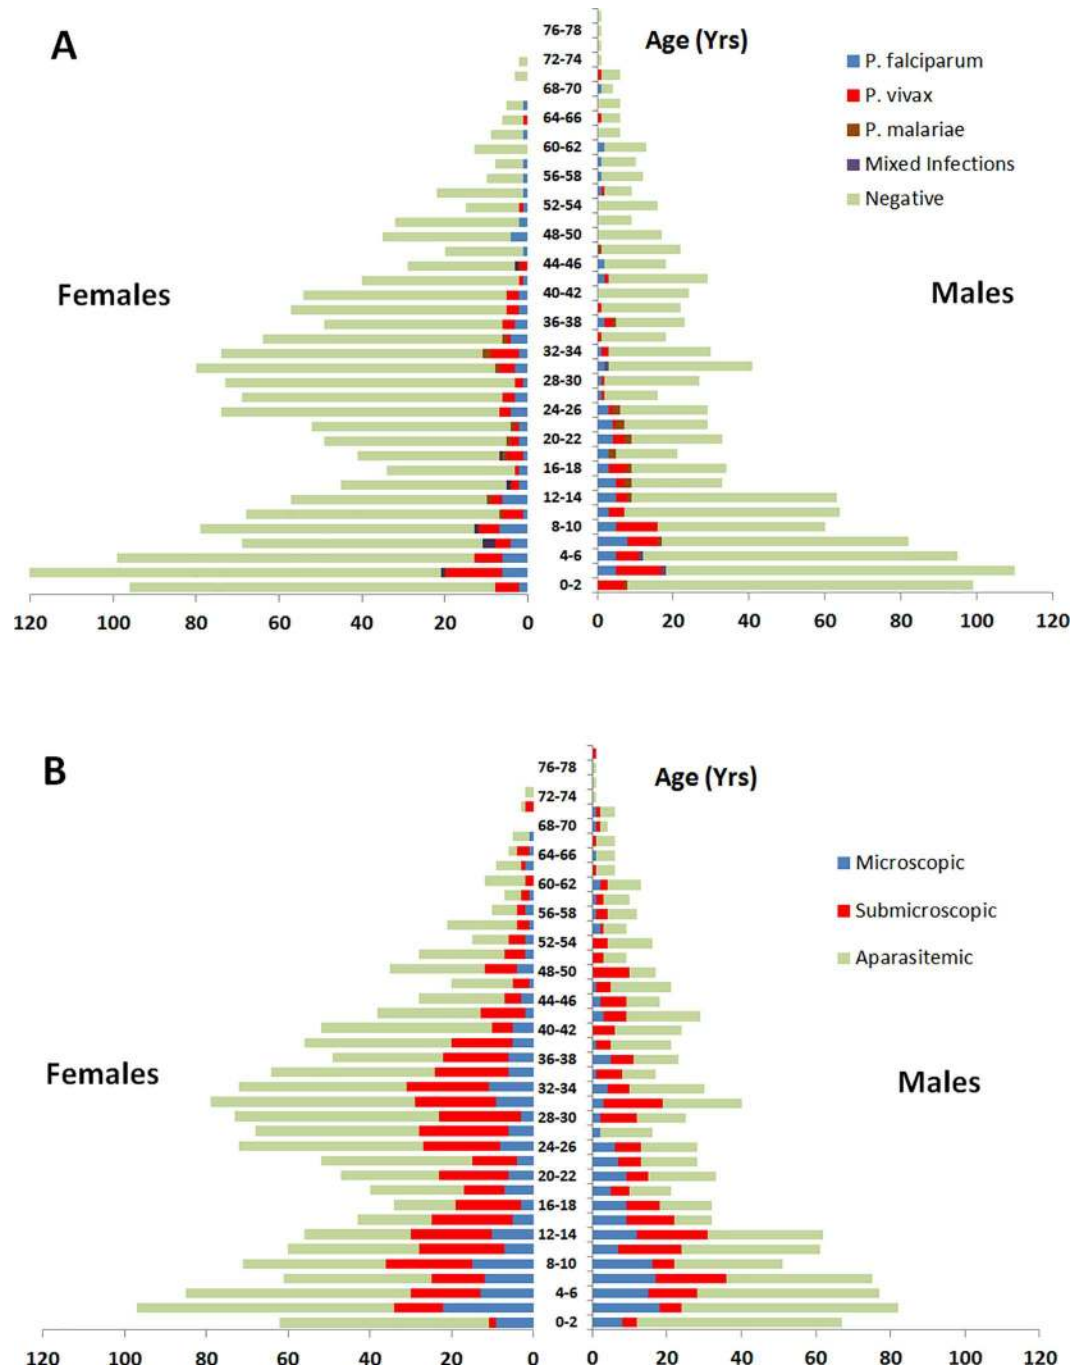 A
Age (Yrs)
P. falciparum
P. vivax
P. malariae
Mixed Infections
Negative
Females
Males
76-78
72-74
68-70
64-66
60-62
56-58
52-54
48-50
44-46
40-42
36-38
32-34
28-30
24-26
20-22
16-18
12-14
8-10
4-6
0-2
120 100 80 60 40 20 0 0 20 40 60 80 100 120
B
Age (Yrs)
Microscopic
Submicroscopic
Aparasitemic
Females
Males
76-78
72-74
68-70
64-66
60-62
56-58
52-54
48-50
44-46
40-42
36-38
32-34
28-30
24-26
20-22
16-18
12-14
8-10
4-6
0-2
120 100 80 60 40 20 0 0 20 40 60 80 100 120